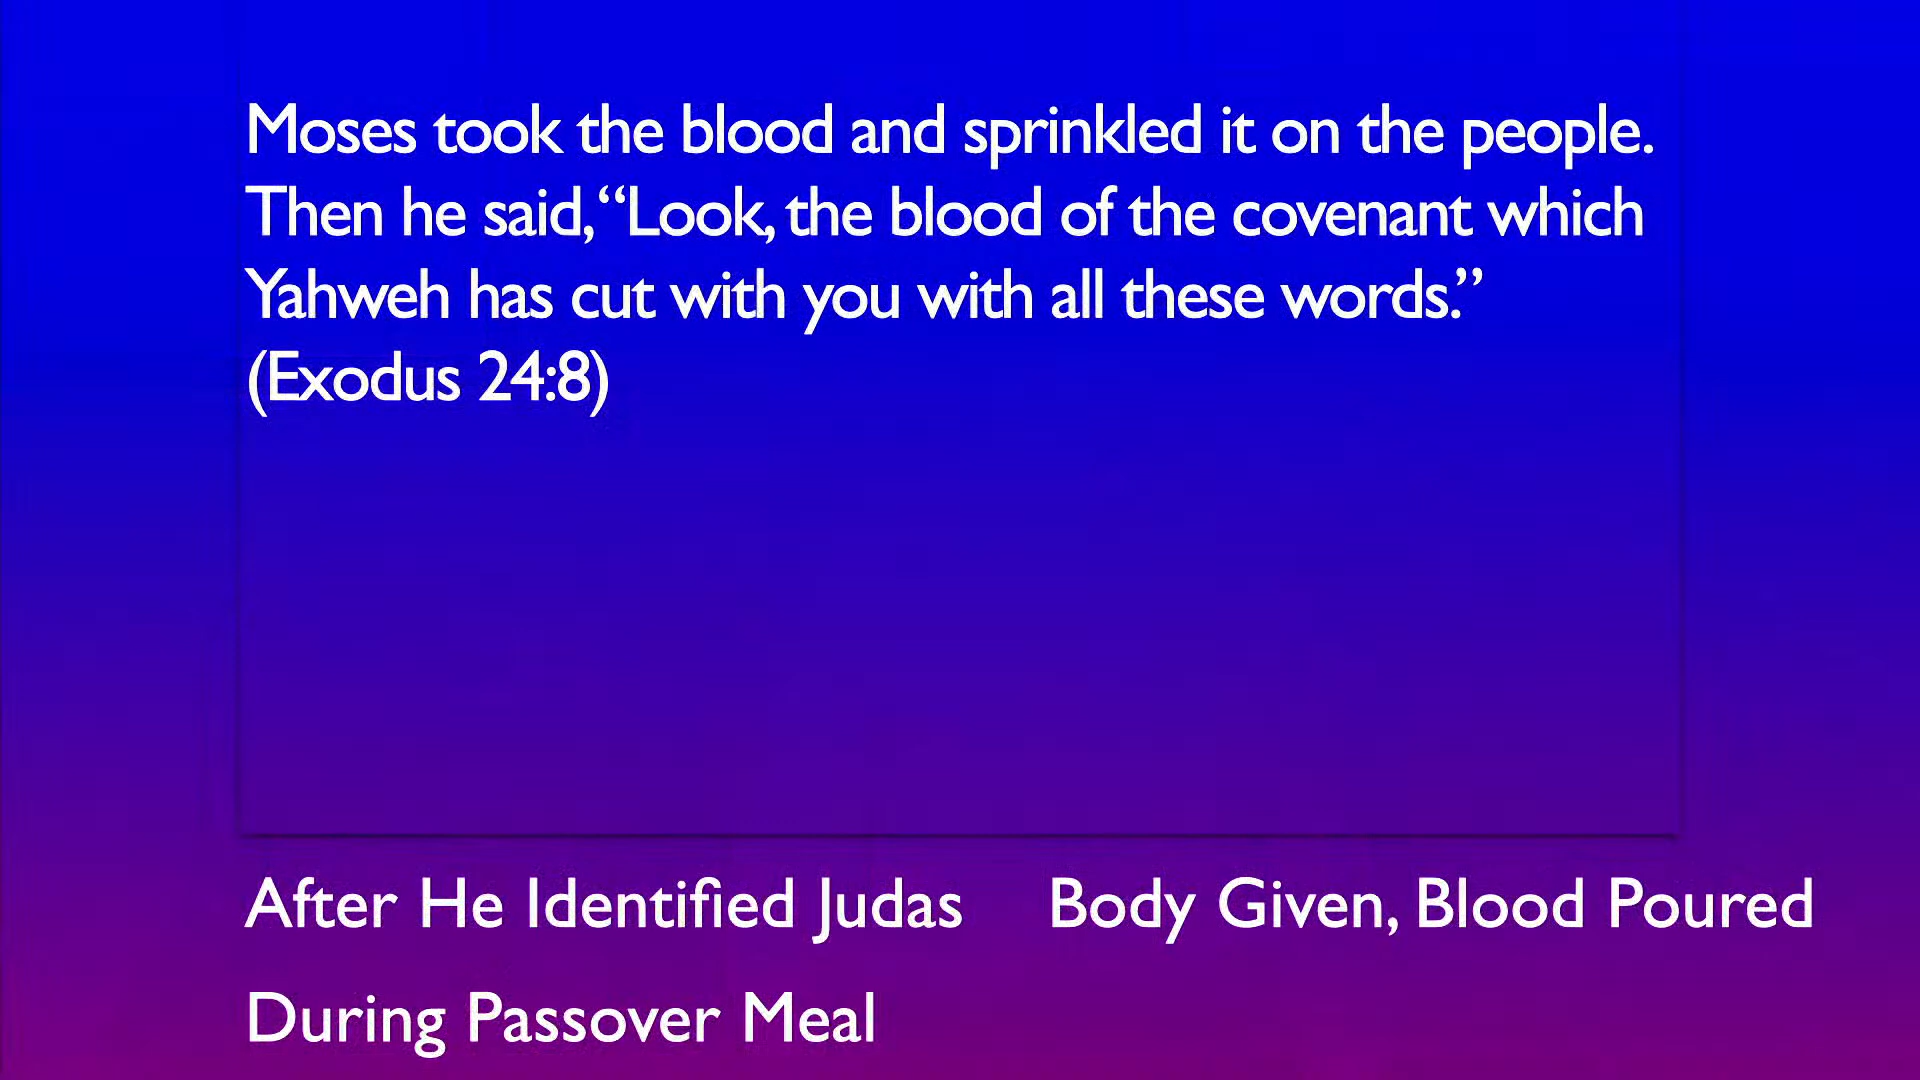 Moses took the blood and sprinkled it on the people.
Then he said, “Look, the blood of the covenant which
Yahweh has cut with you with all these words.”
(Exodus 24:8)
After He Identified Judas
Body Given, Blood Poured
During Passover Meal